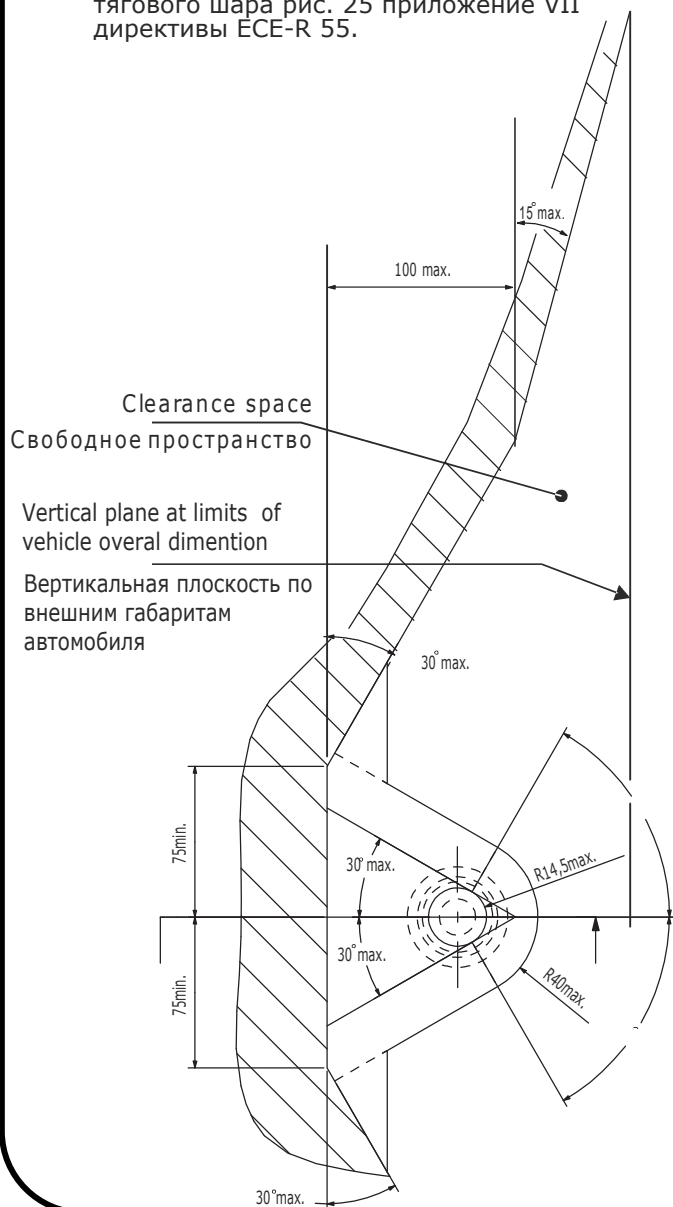 тягового шара рис. 25 приложение VII
директивы ECE-R 55.
15° max.
100 max.
Clearance space
Свободное пространство
Vertical plane at limits of
vehicle overal dimention
Вертикальная плоскость по
внешним габаритам
автомобиля
30° max.
75min.
30° max.
R14,5max.
30° max.
75min.
R40max.
30°max.